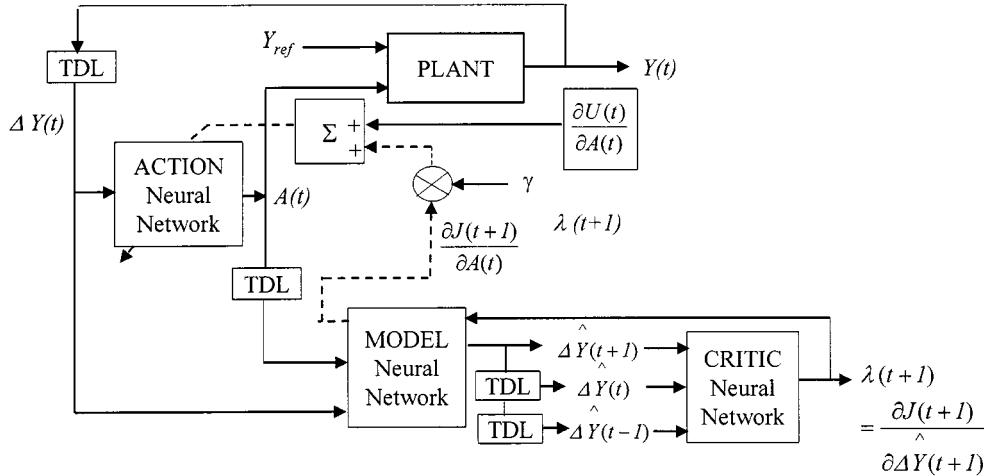 TDL
Y_ref
PLANT
Y(t)
Δ Y(t)
Σ
+
+
∂U(t)
∂A(t)
ACTION
Neural
Network
A(t)
γ
∂J(t+1)
∂A(t)
λ (t+1)
TDL
MODEL
Neural
Network
ΔŶ(t+1)
TDL
ΔŶ(t)
TDL
ΔŶ(t−1)
CRITIC
Neural
Network
λ (t+1)
= ∂J(t+1)
∂ΔŶ(t+1)